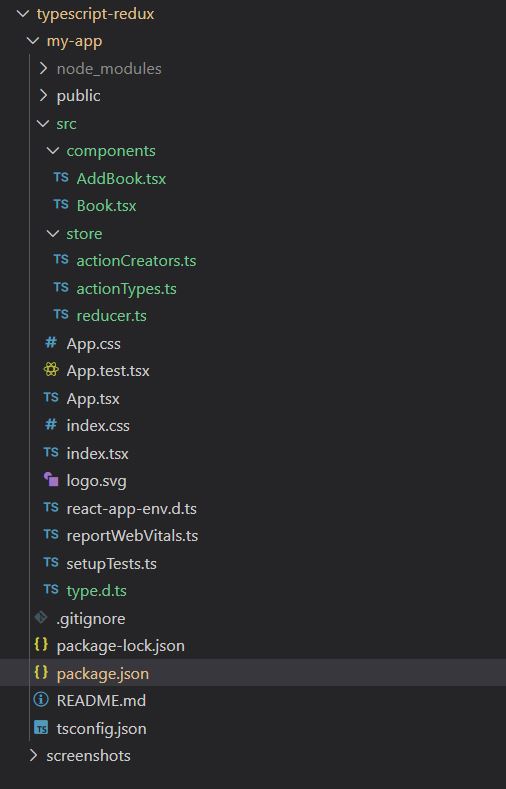 typescript-redux
my-app
node_modules
public
src
components
TS AddBook.tsx
TS Book.tsx
store
TS actionCreators.ts
TS actionTypes.ts
TS reducer.ts
# App.css
App.test.tsx
TS App.tsx
# index.css
TS index.tsx
logo.svg
TS react-app-env.d.ts
TS reportWebVitals.ts
TS setupTests.ts
TS type.d.ts
.gitignore
{} package-lock.json
{} package.json
README.md
TS tsconfig.json
screenshots